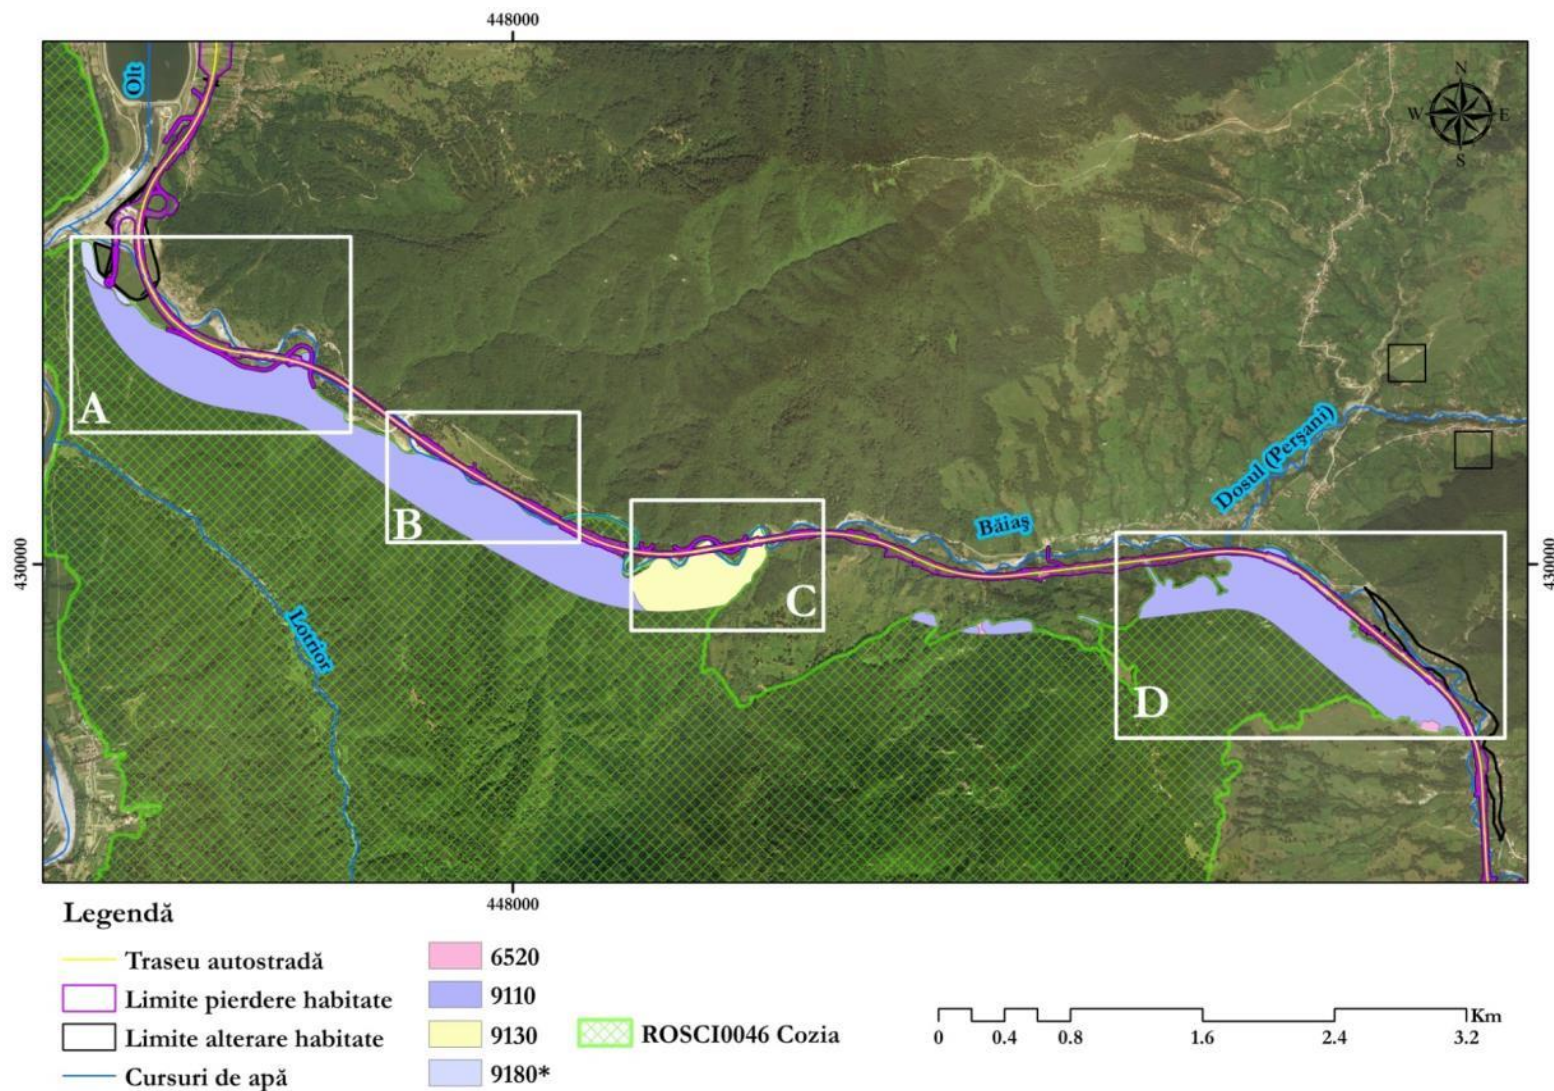 448000
Olt
N
W E
S
A
B
C
D
Dosul (Perşani)
Băiaş
Lotrior
430000
430000
448000
Legendă
Traseu autostradă
Limite pierdere habitate
Limite alterare habitate
Cursuri de apă
6520
9110
9130
9180*
ROSCI0046 Cozia
Km
0 0.4 0.8 1.6 2.4 3.2